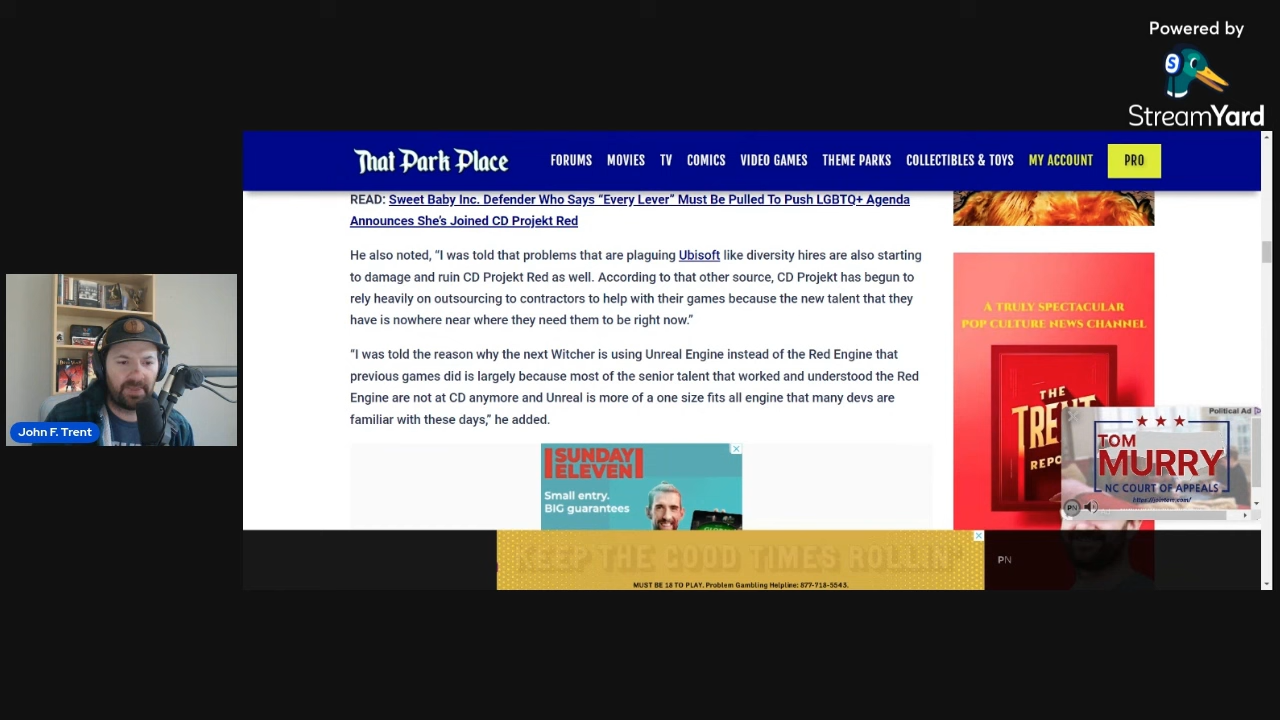 Powered by
StreamYard
That Park Place
FORUMS MOVIES TV COMICS VIDEO GAMES THEME PARKS COLLECTIBLES & TOYS MY ACCOUNT PRO
READ: Sweet Baby Inc. Defender Who Says “Every Lever” Must Be Pulled To Push LGBTQ+ Agenda
Announces She’s Joined CD Projekt Red
He also noted, “I was told that problems that are plaguing Ubisoft like diversity hires are also starting
to damage and ruin CD Projekt Red as well. According to that other source, CD Projekt has begun to
rely heavily on outsourcing to contractors to help with their games because the new talent that they
have is nowhere near where they need them to be right now.”
“I was told the reason why the next Witcher is using Unreal Engine instead of the Red Engine that
previous games did is largely because most of the senior talent that worked and understood the Red
Engine are not at CD anymore and Unreal is more of a one size fits all engine that many devs are
familiar with these days,” he added.
A TRULY SPECTACULAR
POP CULTURE NEWS CHANNEL
THE
TRE
REPO
Political Ad
TOM
MURRY
NC COURT OF APPEALS
PN
John F. Trent
SUNDAY
ELEVEN
Small entry.
BIG guarantees
KEEP THE GOOD TIMES ROLLIN'
MUST BE 18 TO PLAY. Problem Gambling Helpline: 877-718-5543.
PN